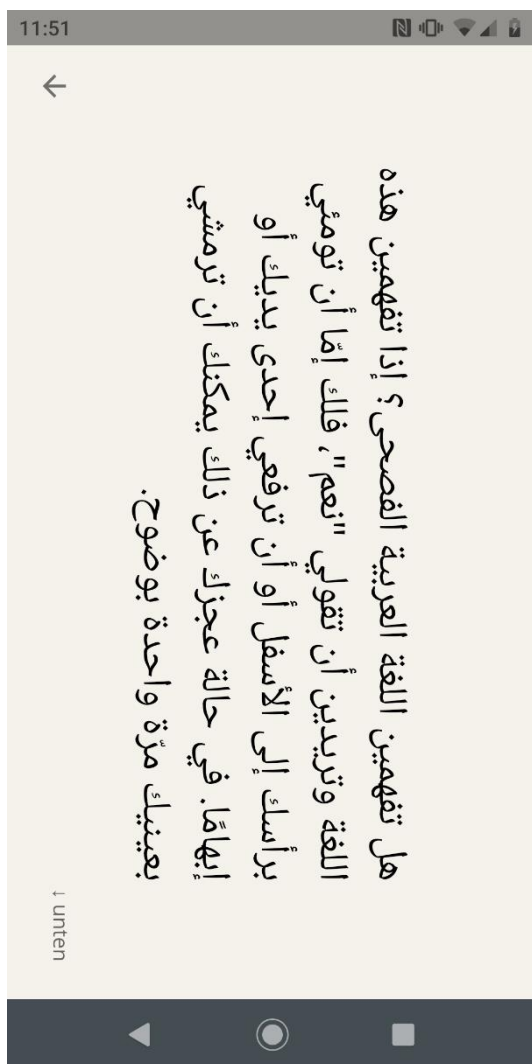 11:51
هل تفهمين اللغة العربية الفصحى؟ إذا تفهمين هذه
اللغة وتريدين أن تقولي "نعم"، فلك إمّا أن تومئي
برأسك إلى الأسفل أو أن ترفعي إحدى يديك أو
إبهامًا. في حالة عجزك عن ذلك يمكنك أن ترمشي
بعينيك مرّة واحدة بوضوح.
↓ unten